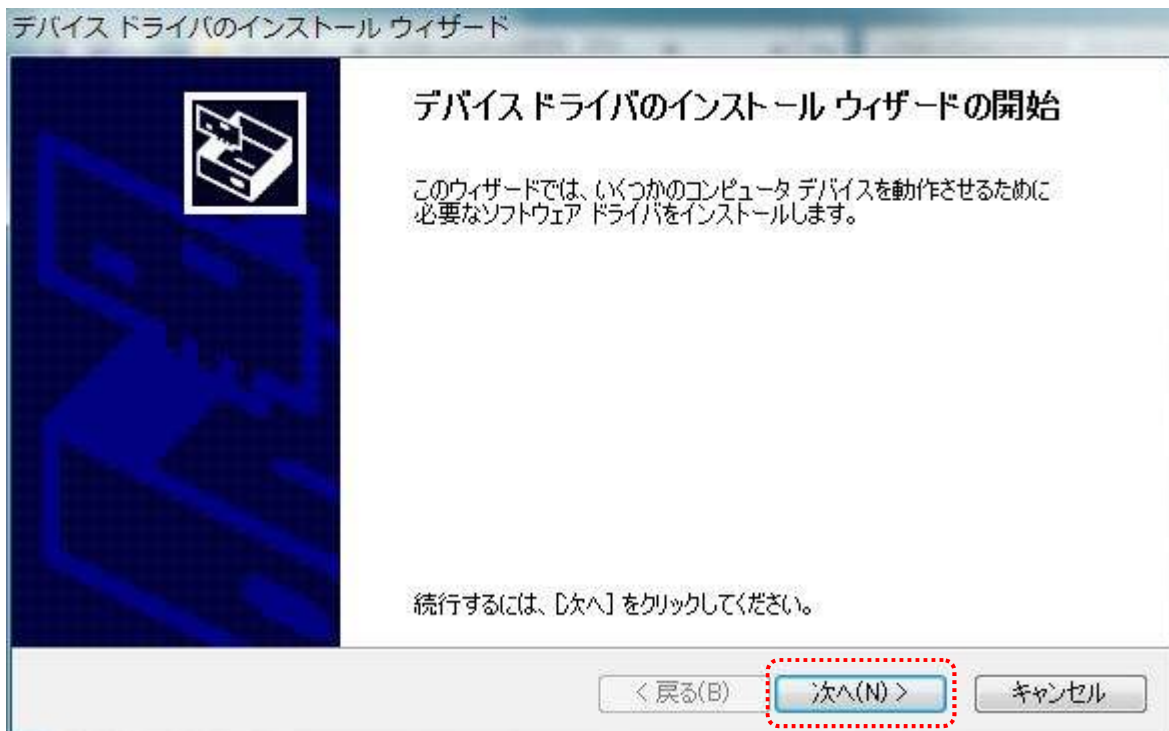 デバイス ドライバのインストール ウィザード
デバイス ドライバのインストール ウィザードの開始
このウィザードでは、いくつかのコンピュータ デバイスを動作させるために
必要なソフトウェア ドライバをインストールします。
続行するには、[次へ] をクリックしてください。
< 戻る(B)
次へ(N) >
キャンセル